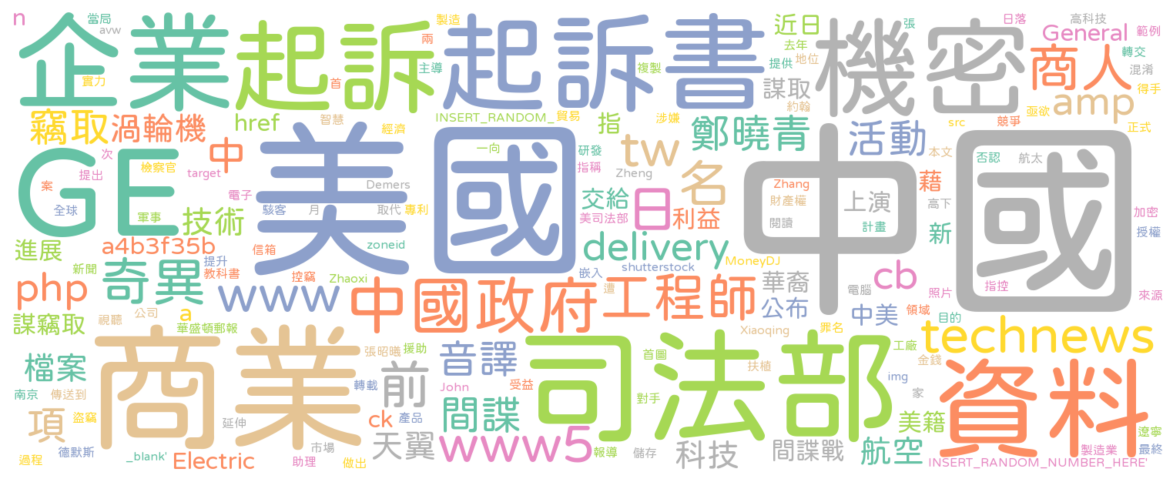 n
當局
avw
企業
起訴
首
兩
主導
製造
起訴書
複製
提供
近日
去年
地位
約翰
謀取
機密
張
日落
高科技
General
範例
轉交
混淆
商人
得手
amp
亟欲
正式
實力
竊取
渦輪機
href
智慧
經濟
INSERT_RANDOM_
貿易
涉嫌
指
鄭曉青
活動
src
競爭
GE
次
提出
檢察官
target
案
全球
中
電子
軍事
技術
駭客
美
月
Demers
取代
專利
一向
國
研發
指稱
tw
Zheng
交給
美司法部
名
日
利益
Zhang
財產權
閱讀
中
上演
計畫
藉
新
本文
否認
航太
高下
國
指控
加密
授權
進展
新聞
a4b3f35b
提升
教科書
信箱
控竊
zoneid
Zhaoxi
delivery
嵌入
shutterstock
MoneyDJ
遭
php
奇異
www
中國政府
工程師
華裔
公布
電腦
中美
cb
領域
照片
目的
來源
謀竊取
視聽
公司
a
華盛頓郵報
Xiaoqing
罪名
technews
商業
張昭曦
援助
音譯
首圖
扶植
司法部
工廠
金錢
檔案
南京
傳送到
轉載
前
John
受益
對手
img
家
資料
項
盜竊
延伸
ck
產品
間諜
美籍
遼寧
過程
德默斯
_blank'
Electric
市場
助理
做出
天翼
www5
報導
儲存
科技
間諜戰
航空
製造業
最終
INSERT_RANDOM_NUMBER_HERE'